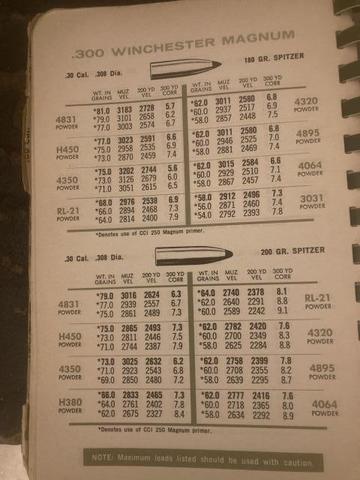 .300 WINCHESTER MAGNUM
.30 Cal. .308 Dia. 180 GR. SPITZER
WT. IN GRAINS MUZ VEL 200 YD VEL 300 YD CORR WT. IN GRAINS MUZ VEL 200 YD VEL 300 YD CORR
*81.0 3183 2728 5.7 *62.0 3011 2580 6.8
4831 POWDER *79.0 3101 2658 6.2 *60.0 2937 2517 6.9 4320 POWDER
*77.0 3003 2574 6.7 *58.0 2857 2448 7.5
*77.0 3023 2591 6.6 *62.0 3011 2580 6.8
H450 POWDER *75.0 2958 2535 6.9 *60.0 2946 2525 7.0 4895 POWDER
*73.0 2870 2459 7.4 *58.0 2881 2469 7.4
*75.0 3202 2744 5.6 *62.0 3015 2584 6.6
4350 POWDER *73.0 3126 2679 6.0 *60.0 2929 2510 7.1 4064 POWDER
*71.0 3051 2615 6.5 *58.0 2867 2457 7.4
*68.0 2976 2538 6.9 *58.0 2912 2496 7.3
RL-21 POWDER *66.0 2894 2468 7.3 *56.0 2871 2460 7.4 3031 POWDER
*64.0 2814 2400 7.9 *54.0 2792 2393 7.8
*Denotes use of CCI 250 Magnum primer.
.30 Cal. .308 Dia. 200 GR. SPITZER
WT. IN GRAINS MUZ VEL 200 YD VEL 300 YD CORR WT. IN GRAINS MUZ VEL 200 YD VEL 300 YD CORR
*79.0 3016 2624 6.3 *64.0 2740 2378 8.1
4831 POWDER *77.0 2939 2557 6.7 *62.0 2640 2291 8.8 RL-21 POWDER
*75.0 2861 2489 7.3 *60.0 2589 2242 9.1
*75.0 2865 2493 7.3 *62.0 2782 2420 7.6
H450 POWDER *73.0 2811 2446 7.5 *60.0 2700 2349 8.3 4320 POWDER
*71.0 2744 2387 7.9 *58.0 2625 2284 8.8
*73.0 3025 2632 6.2 *62.0 2758 2399 7.8
4350 POWDER *71.0 2923 2543 6.8 *60.0 2708 2355 8.2 4895 POWDER
*69.0 2850 2480 7.2 *58.0 2639 2295 8.7
*66.0 2833 2465 7.3 *62.0 2777 2416 7.6
H380 POWDER *64.0 2761 2402 7.8 *60.0 2718 2365 8.0 4064 POWDER
*62.0 2675 2327 8.4 *58.0 2634 2292 8.9
*Denotes use of CCI 250 Magnum primer.
NOTE: Maximum loads listed should be used with caution.